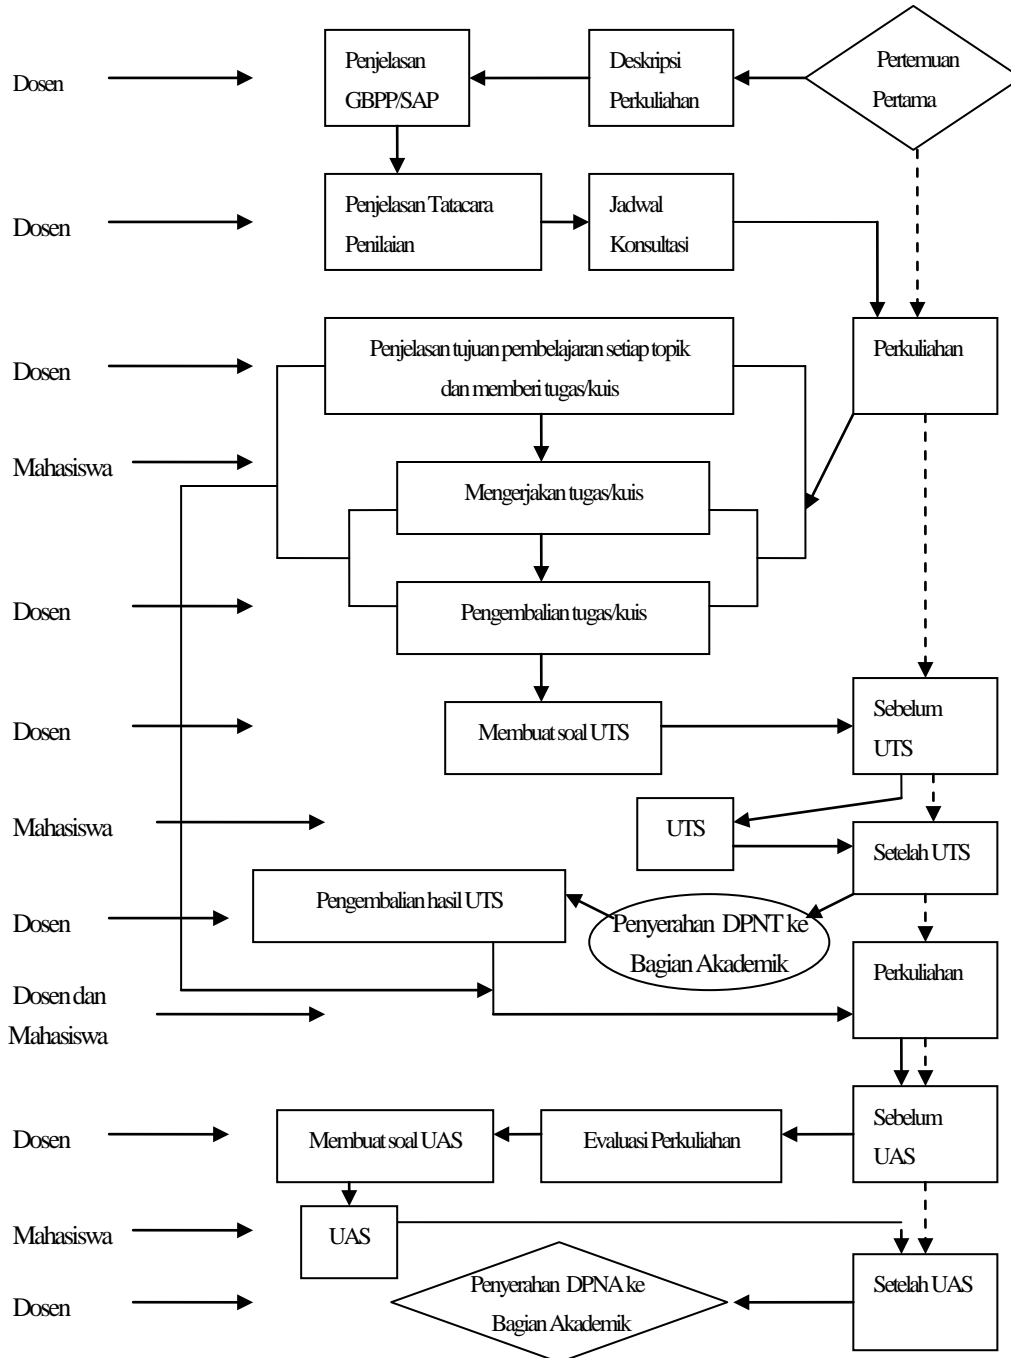 Dosen
Penjelasan
GBPP/SAP
Deskripsi
Perkuliahan
Pertemuan
Pertama
Dosen
Penjelasan Tatacara
Penilaian
Jadwal
Konsultasi
Dosen
Penjelasan tujuan pembelajaran setiap topik
dan memberi tugas/kuis
Perkuliahan
Mahasiswa
Mengerjakan tugas/kuis
Dosen
Pengembalian tugas/kuis
Dosen
Membuat soal UTS
Sebelum
UTS
Mahasiswa
UTS
Setelah UTS
Dosen
Pengembalian hasil UTS
Penyerahan DPNT ke
Bagian Akademik
Perkuliahan
Dosen dan
Mahasiswa
Dosen
Membuat soal UAS
Evaluasi Perkuliahan
Sebelum
UAS
Mahasiswa
UAS
Dosen
Penyerahan DPNA ke
Bagian Akademik
Setelah UAS